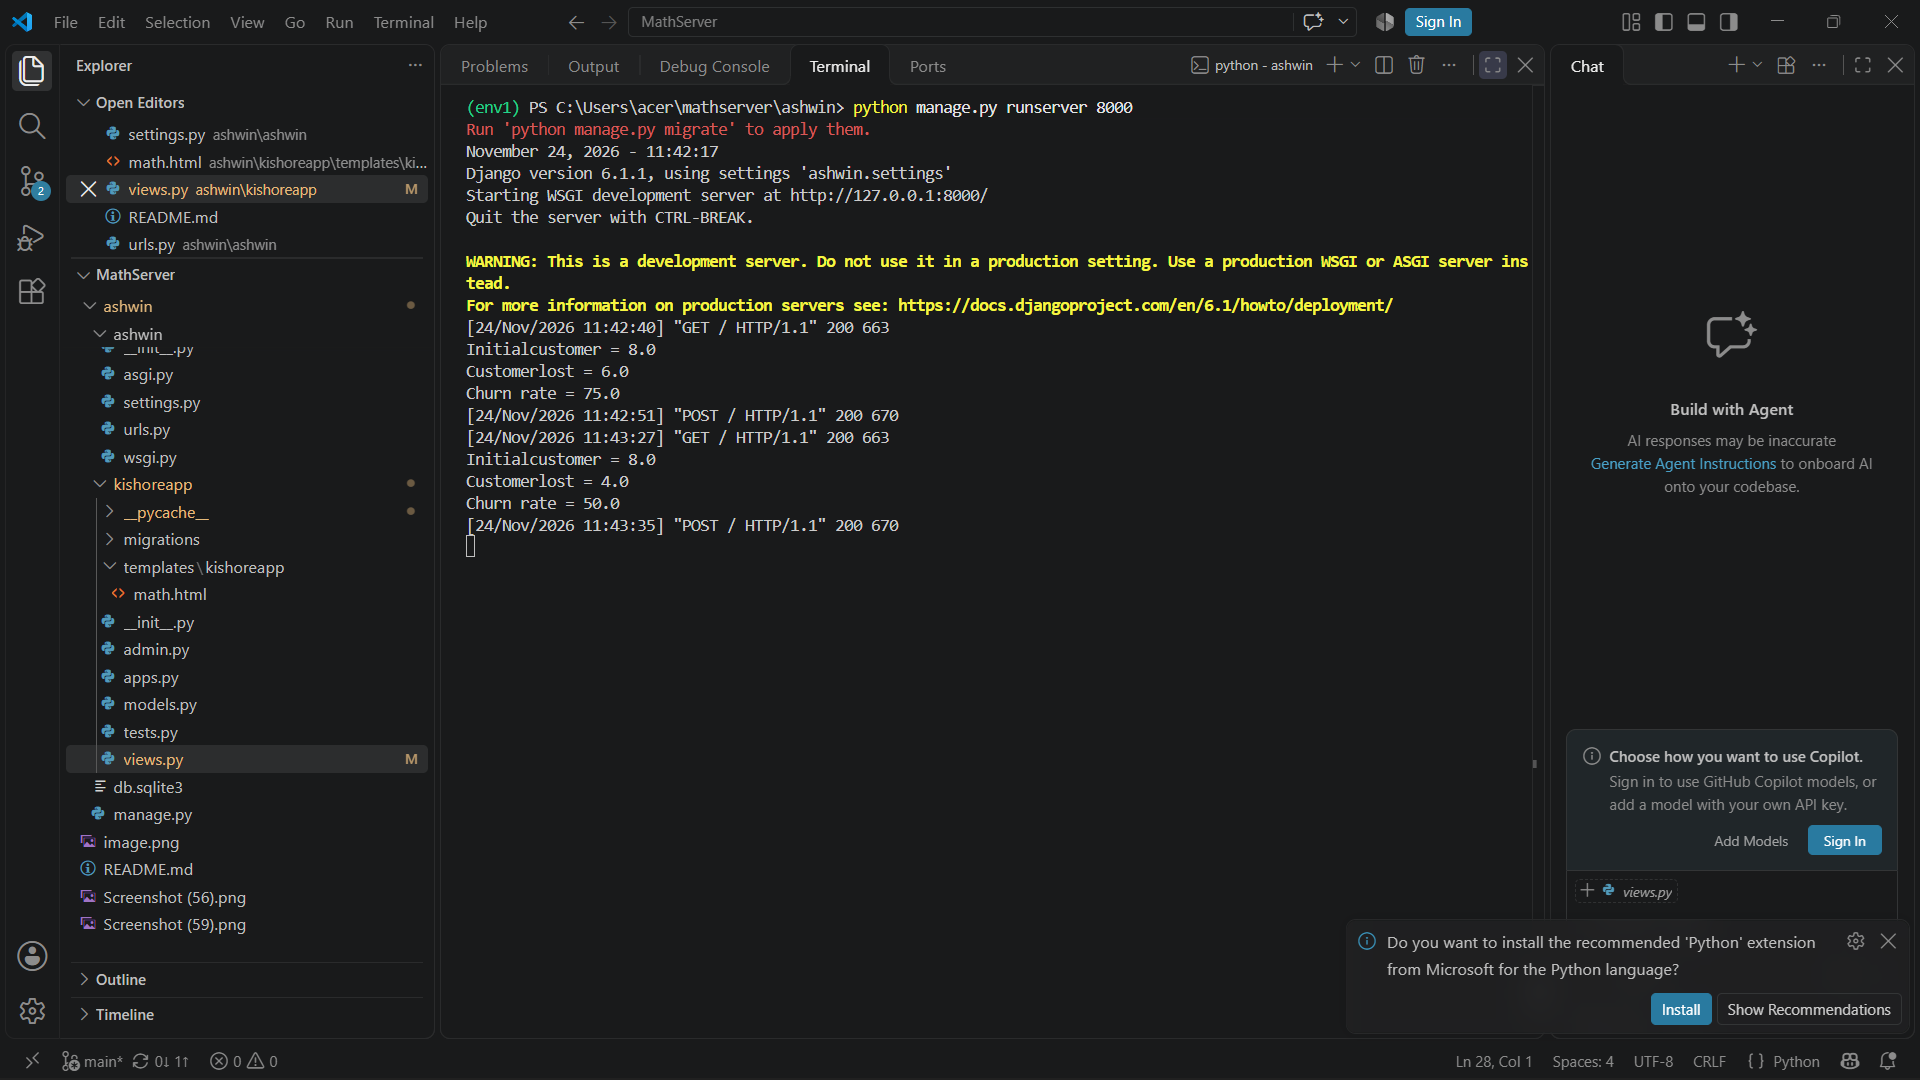 File Edit Selection View Go Run Terminal Help
MathServer
Sign In
Explorer
Open Editors
settings.py ashwin\ashwin
math.html ashwin\kishoreapp\templates\ki...
views.py ashwin\kishoreapp M
README.md
urls.py ashwin\ashwin
MathServer
ashwin
ashwin
__init__.py
asgi.py
settings.py
urls.py
wsgi.py
kishoreapp
__pycache__
migrations
templates\kishoreapp
math.html
__init__.py
admin.py
apps.py
models.py
tests.py
views.py M
db.sqlite3
manage.py
image.png
README.md
Screenshot (56).png
Screenshot (59).png
Outline
Timeline
2
Problems Output Debug Console Terminal Ports
python - ashwin
(env1) PS C:\Users\acer\mathserver\ashwin> python manage.py runserver 8000
Run 'python manage.py migrate' to apply them.
November 24, 2026 - 11:42:17
Django version 6.1.1, using settings 'ashwin.settings'
Starting WSGI development server at http://127.0.0.1:8000/
Quit the server with CTRL-BREAK.
WARNING: This is a development server. Do not use it in a production setting. Use a production WSGI or ASGI server ins
tead.
For more information on production servers see: https://docs.djangoproject.com/en/6.1/howto/deployment/
[24/Nov/2026 11:42:40] "GET / HTTP/1.1" 200 663
Initialcustomer = 8.0
Customerlost = 6.0
Churn rate = 75.0
[24/Nov/2026 11:42:51] "POST / HTTP/1.1" 200 670
[24/Nov/2026 11:43:27] "GET / HTTP/1.1" 200 663
Initialcustomer = 8.0
Customerlost = 4.0
Churn rate = 50.0
[24/Nov/2026 11:43:35] "POST / HTTP/1.1" 200 670
Chat
Build with Agent
AI responses may be inaccurate
Generate Agent Instructions to onboard AI
onto your codebase.
Choose how you want to use Copilot.
Sign in to use GitHub Copilot models, or
add a model with your own API key.
Add Models Sign In
views.py
Do you want to install the recommended 'Python' extension
from Microsoft for the Python language?
Install Show Recommendations
main* 0↓ 1↑ 0 0
Ln 28, Col 1 Spaces: 4 UTF-8 CRLF {} Python